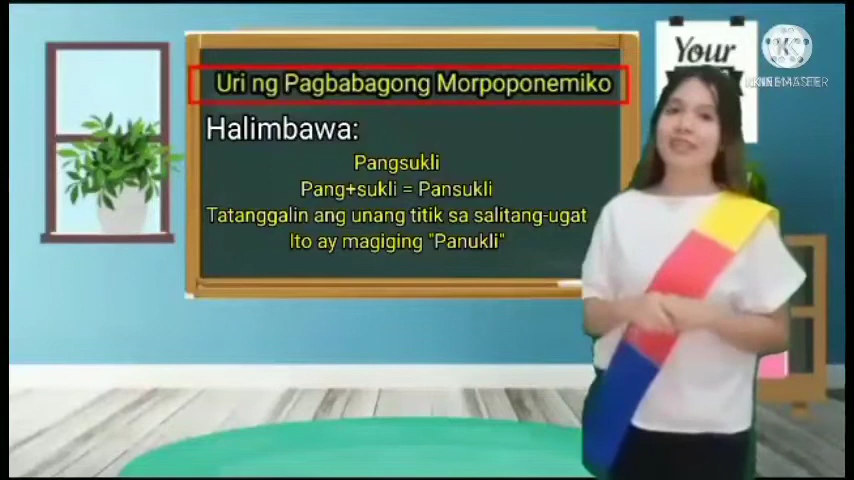 Uri ng Pagbabagong Morpoponemiko
Halimbawa:
Pangsukli
Pang+sukli = Pansukli
Tatanggalin ang unang titik sa salitang-ugat
Ito ay magiging "Panukli"
Your
K
KINEMASTER